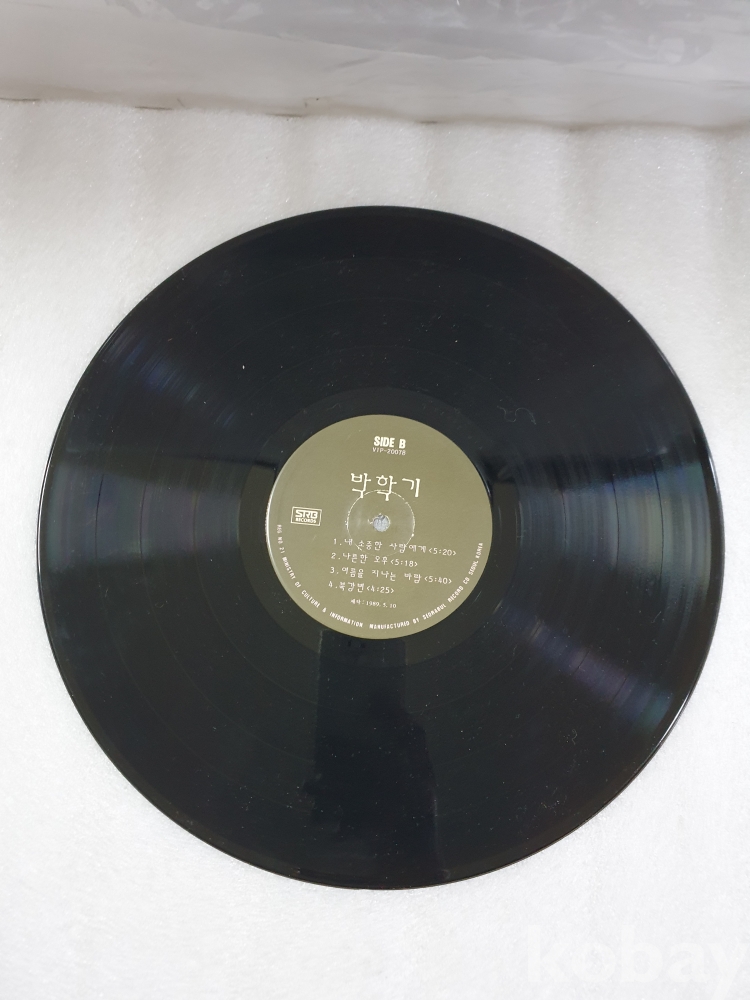 SIDE B
VIP-20078
박학기
SRB
RECORDS
1.내 소중한 사람에게<5:20>
2.나른한 오후<5:18>
3.여름을 지나는 바람<5:40>
4.북강변<4:25>
제작:1989. 5. 10
REG. NO. 21 MINISTRY OF CULTURE & INFORMATION · MANUFACTURED BY SEORABUL RECORD CO SEOUL, KOREA
kobay